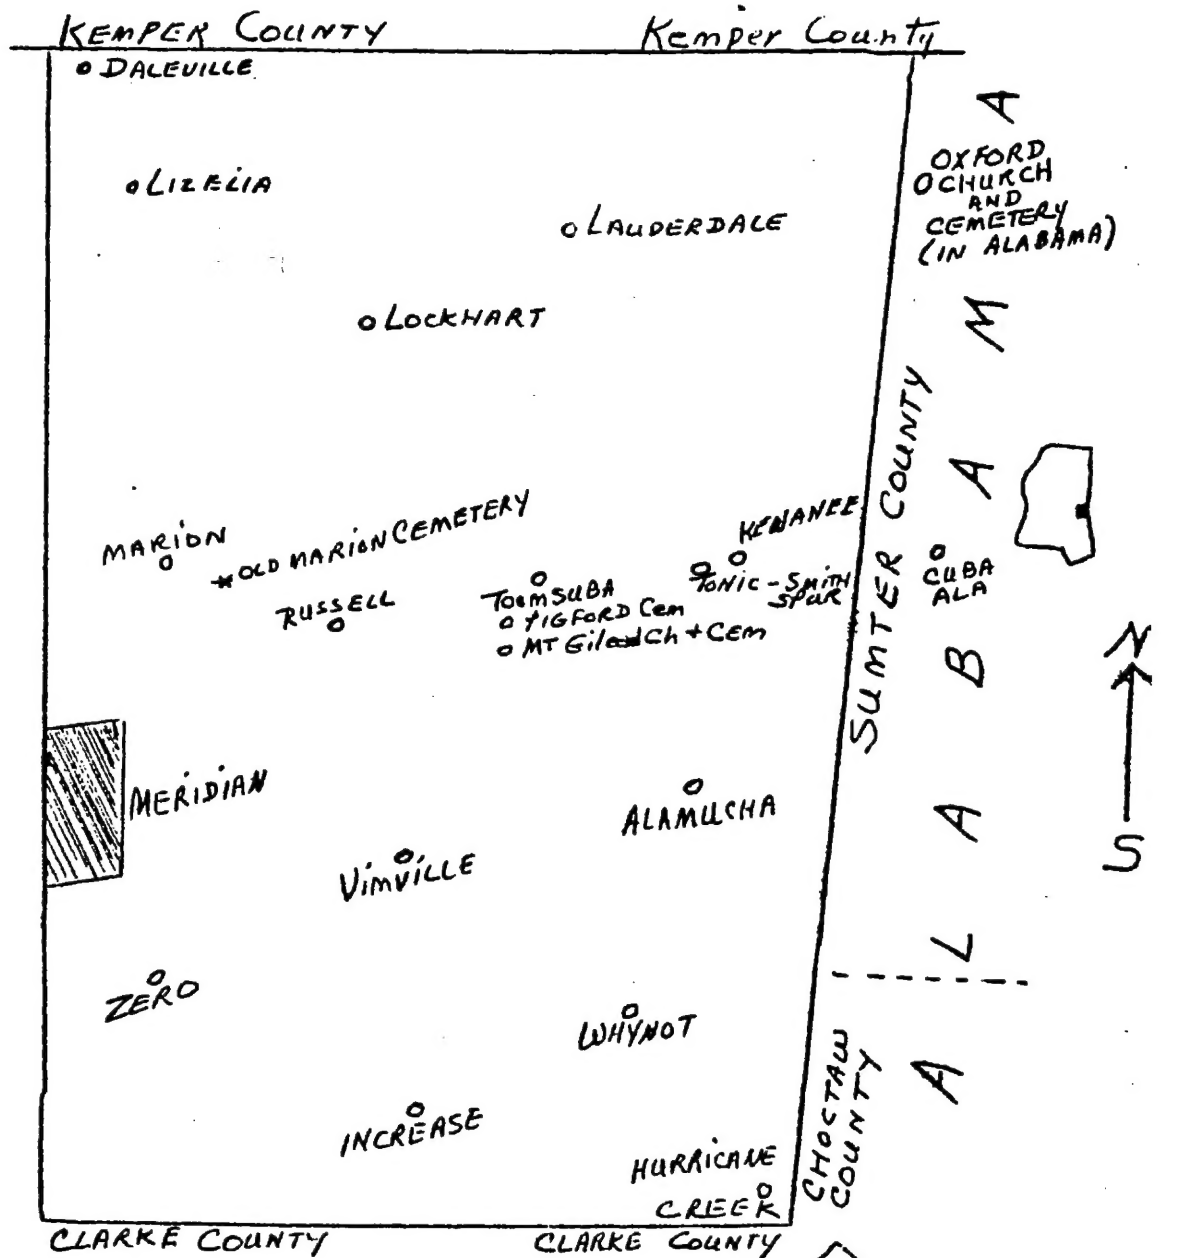 KEMPER COUNTY
Kemper County
DALEVILLE
LIZELIA
LAUDERDALE
LOCKHART
OXFORD
CHURCH
AND
CEMETERY
(IN ALABAMA)
MARION
OLD MARION CEMETERY
RUSSELL
TOOMSUBA
TIGFORD Cem
MT Gilead Ch + Cem
KEWANEE
TONIC - SMITH
SPUR
CUBA
ALA
SUMTER COUNTY
ALABAMA
N
S
MERIDIAN
ALAMUCHA
VIMVILLE
ZERO
WHYNOT
INCREASE
HURRICANE
CREEK
CHOCTAW
COUNTY
CLARKE COUNTY
CLARKE COUNTY